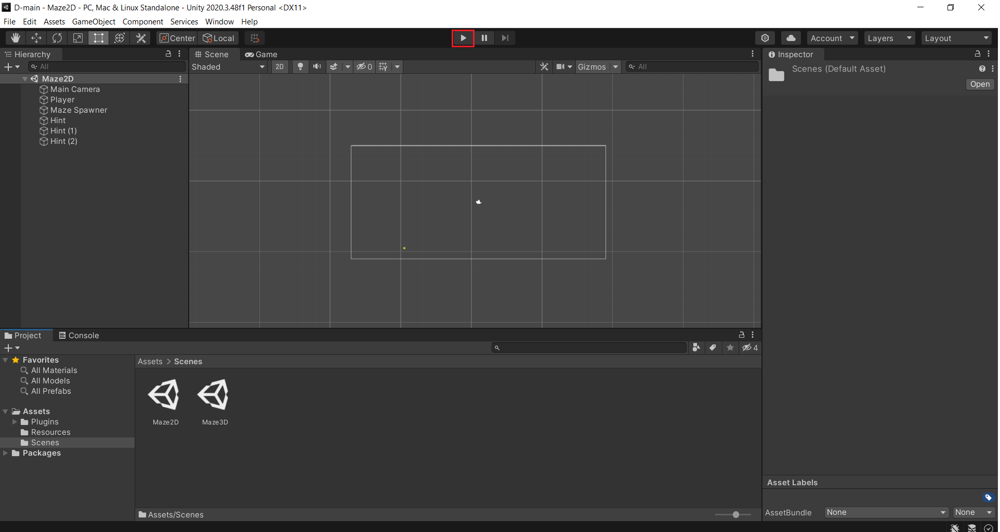 D-main - Maze2D - PC, Mac & Linux Standalone - Unity 2020.3.48f1 Personal <DX11>
File Edit Assets GameObject Component Services Window Help
Center Local Account Layers Layout
Hierarchy
All
Maze2D
Main Camera
Player
Maze Spawner
Hint
Hint (1)
Hint (2)
Scene Game
Shaded 2D 0 Gizmos All
Inspector
Scenes (Default Asset)
Open
Project Console
4
Favorites
All Materials
All Models
All Prefabs
Assets
Plugins
Resources
Scenes
Packages
Assets > Scenes
Maze2D Maze3D
Assets/Scenes
Asset Labels
AssetBundle None None